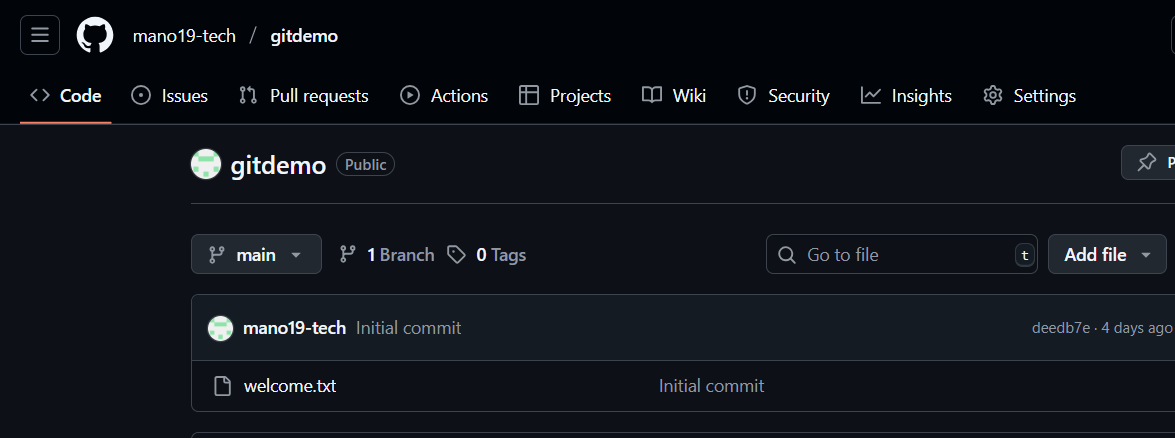 mano19-tech / gitdemo
Code Issues Pull requests Actions Projects Wiki Security Insights Settings
gitdemo Public
main 1 Branch 0 Tags Go to file t Add file
mano19-tech Initial commit deedb7e · 4 days ago
welcome.txt Initial commit